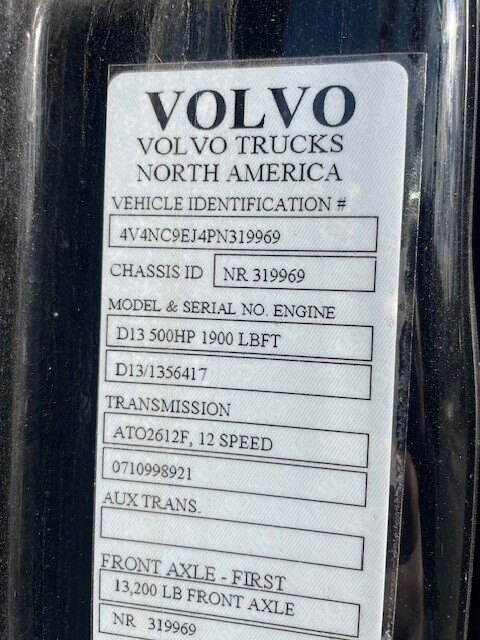 VOLVO
VOLVO TRUCKS
NORTH AMERICA
VEHICLE IDENTIFICATION #
4V4NC9EJ4PN319969
CHASSIS ID NR 319969
MODEL & SERIAL NO. ENGINE
D13 500HP 1900 LBFT
D13/1356417
TRANSMISSION
ATO2612F, 12 SPEED
0710998921
AUX TRANS.
FRONT AXLE - FIRST
13,200 LB FRONT AXLE
NR 319969